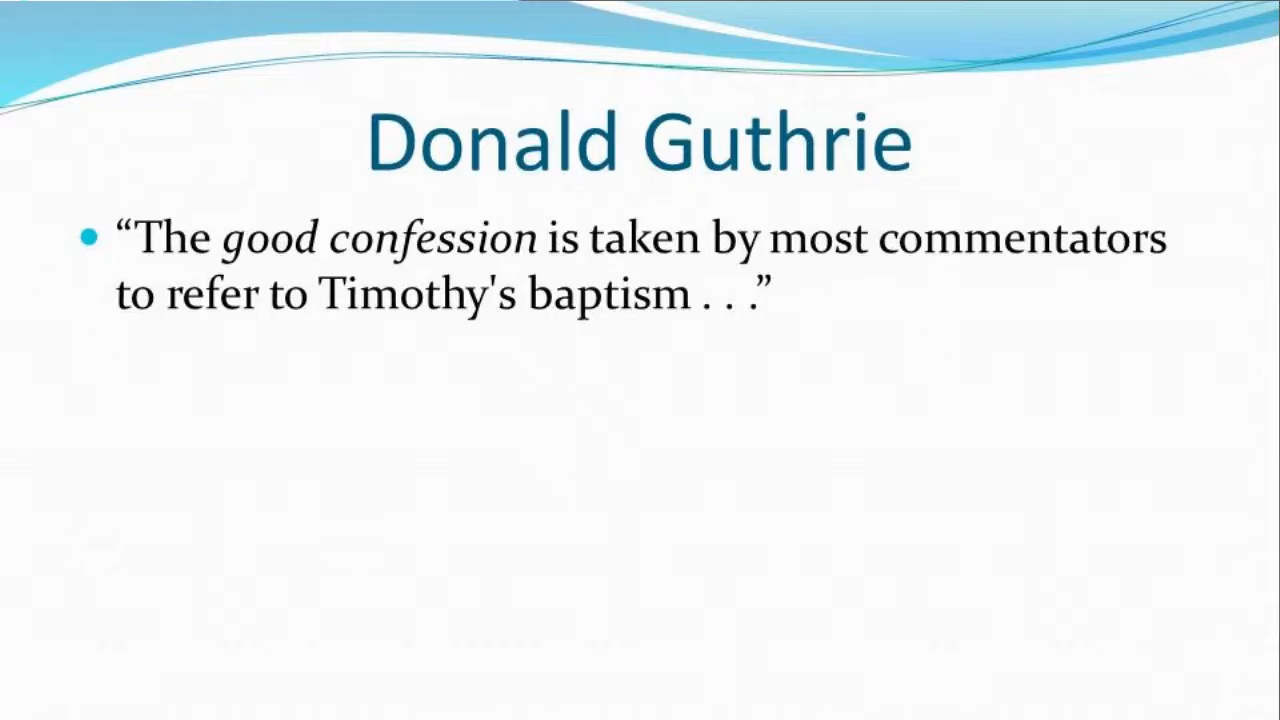 Donald Guthrie
• “The good confession is taken by most commentators
to refer to Timothy's baptism . . .”